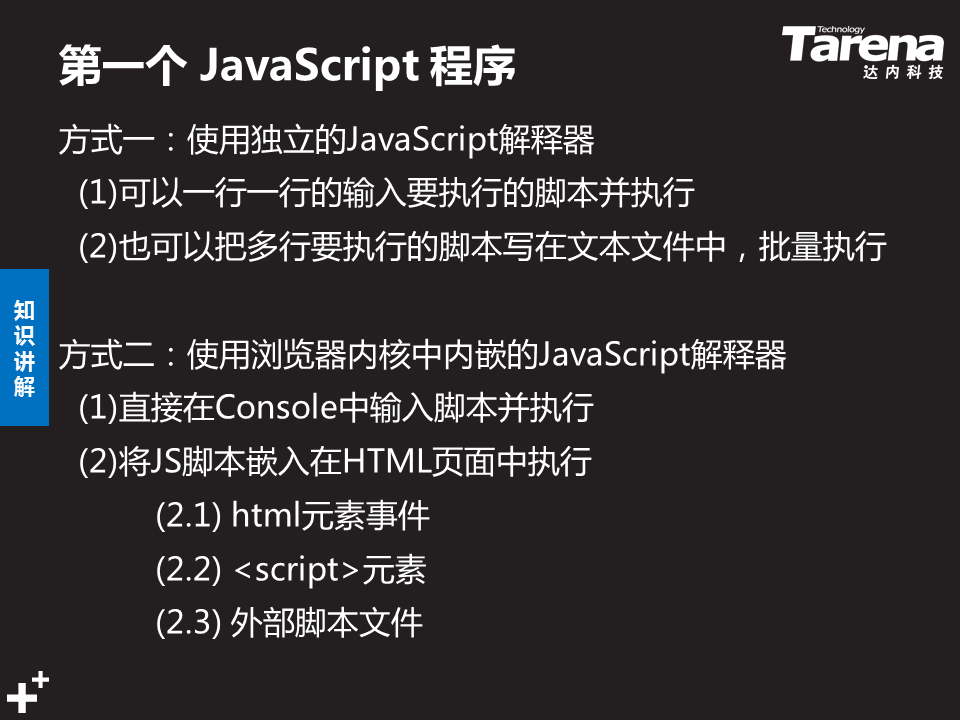 第一个 JavaScript 程序
Technology
Tarena
达内科技
方式一：使用独立的JavaScript解释器
(1)可以一行一行的输入要执行的脚本并执行
(2)也可以把多行要执行的脚本写在文本文件中，批量执行
知识讲解
方式二：使用浏览器内核中内嵌的JavaScript解释器
(1)直接在Console中输入脚本并执行
(2)将JS脚本嵌入在HTML页面中执行
(2.1) html元素事件
(2.2) <script>元素
(2.3) 外部脚本文件